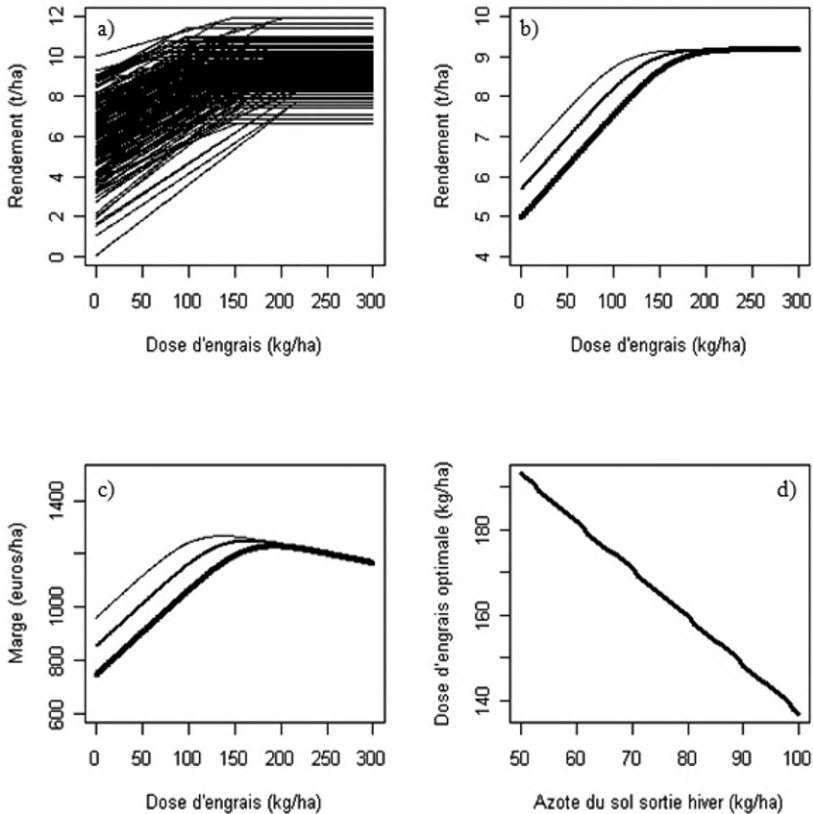 a)
Rendement (t/ha)
12
10
8
6
4
2
0
0 50 100 150 200 250 300
Dose d'engrais (kg/ha)
b)
Rendement (t/ha)
10
9
8
7
6
5
4
0 50 100 150 200 250 300
Dose d'engrais (kg/ha)
c)
Marge (euros/ha)
1400
1000
800
600
0 50 100 150 200 250 300
Dose d'engrais (kg/ha)
d)
Dose d'engrais optimale (kg/ha)
180
160
140
50 60 70 80 90 100
Azote du sol sortie hiver (kg/ha)